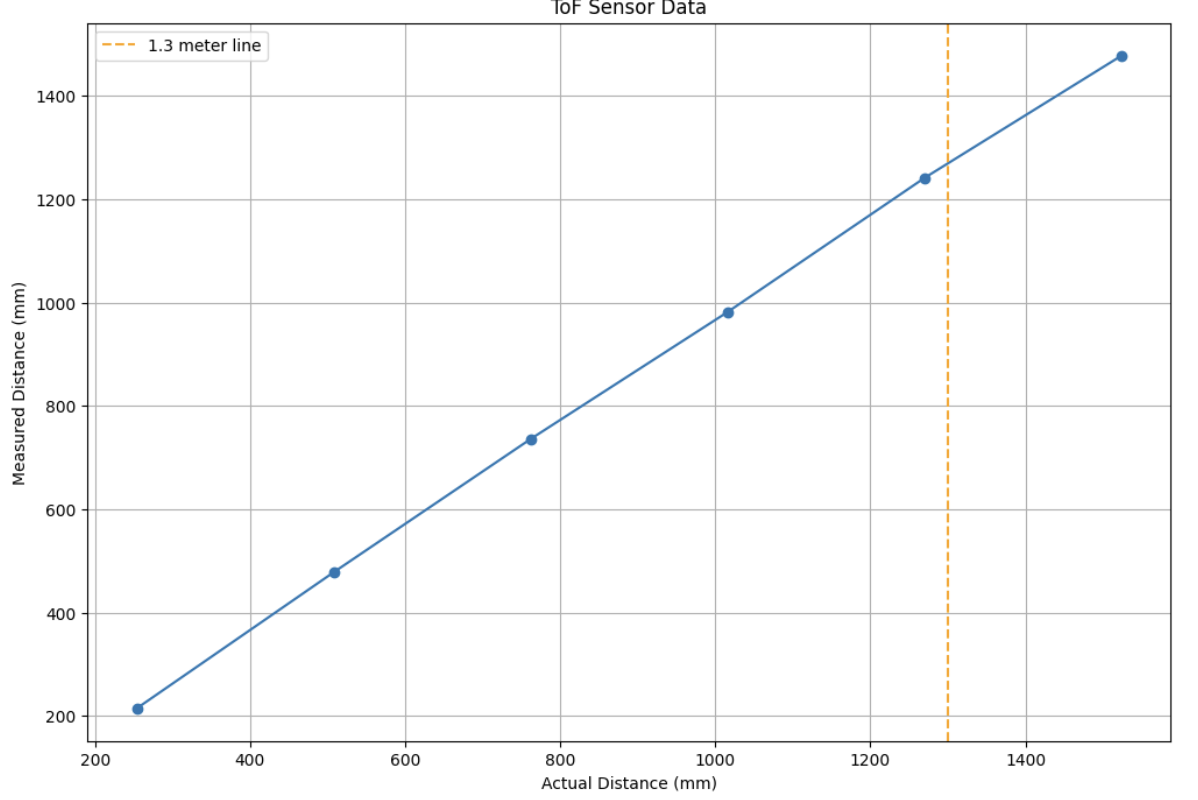 ToF Sensor Data
1.3 meter line
1400
1200
1000
800
600
400
200
Measured Distance (mm)
200 400 600 800 1000 1200 1400
Actual Distance (mm)